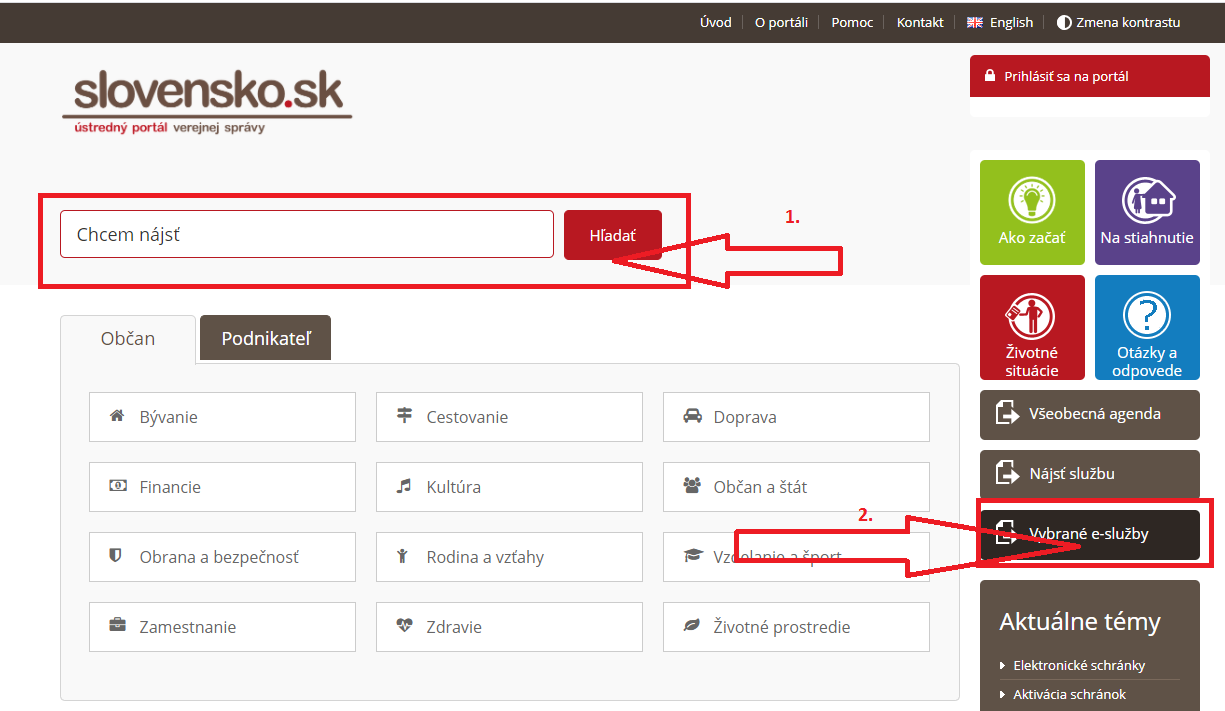 Úvod O portáli Pomoc Kontakt English Zmena kontrastu
Prihlásiť sa na portál
slovensko.sk
ústredný portál verejnej správy
Chcem nájsť
Hľadať
1.
Ako začať
Na stiahnutie
Životné
situácie
Otázky a
odpovede
Občan
Podnikateľ
Bývanie
Cestovanie
Doprava
Financie
Kultúra
Občan a štát
Obrana a bezpečnosť
Rodina a vzťahy
Vzdelanie a šport
Zamestnanie
Zdravie
Životné prostredie
Všeobecná agenda
Nájsť službu
2.
Vybrané e-služby
Aktuálne témy
Elektronické schránky
Aktivácia schránok